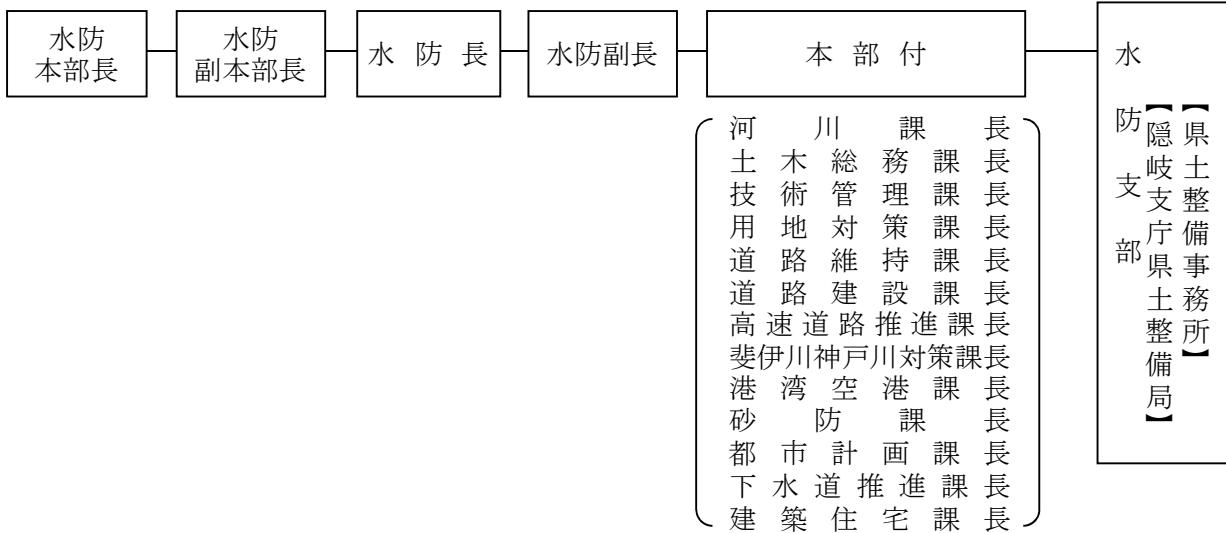 水防
本部長
水防
副本部長
水防長
水防副長
本部付
河川課長
土木総務課長
技術管理課長
用地対策課長
道路維持課長
道路建設課長
高速道路推進課長
斐伊川神戸川対策課長
港湾空港課長
砂防課長
都市計画課長
下水道推進課長
建築住宅課長
水防支部
【県土整備事務所】
【隠岐支庁県土整備局】